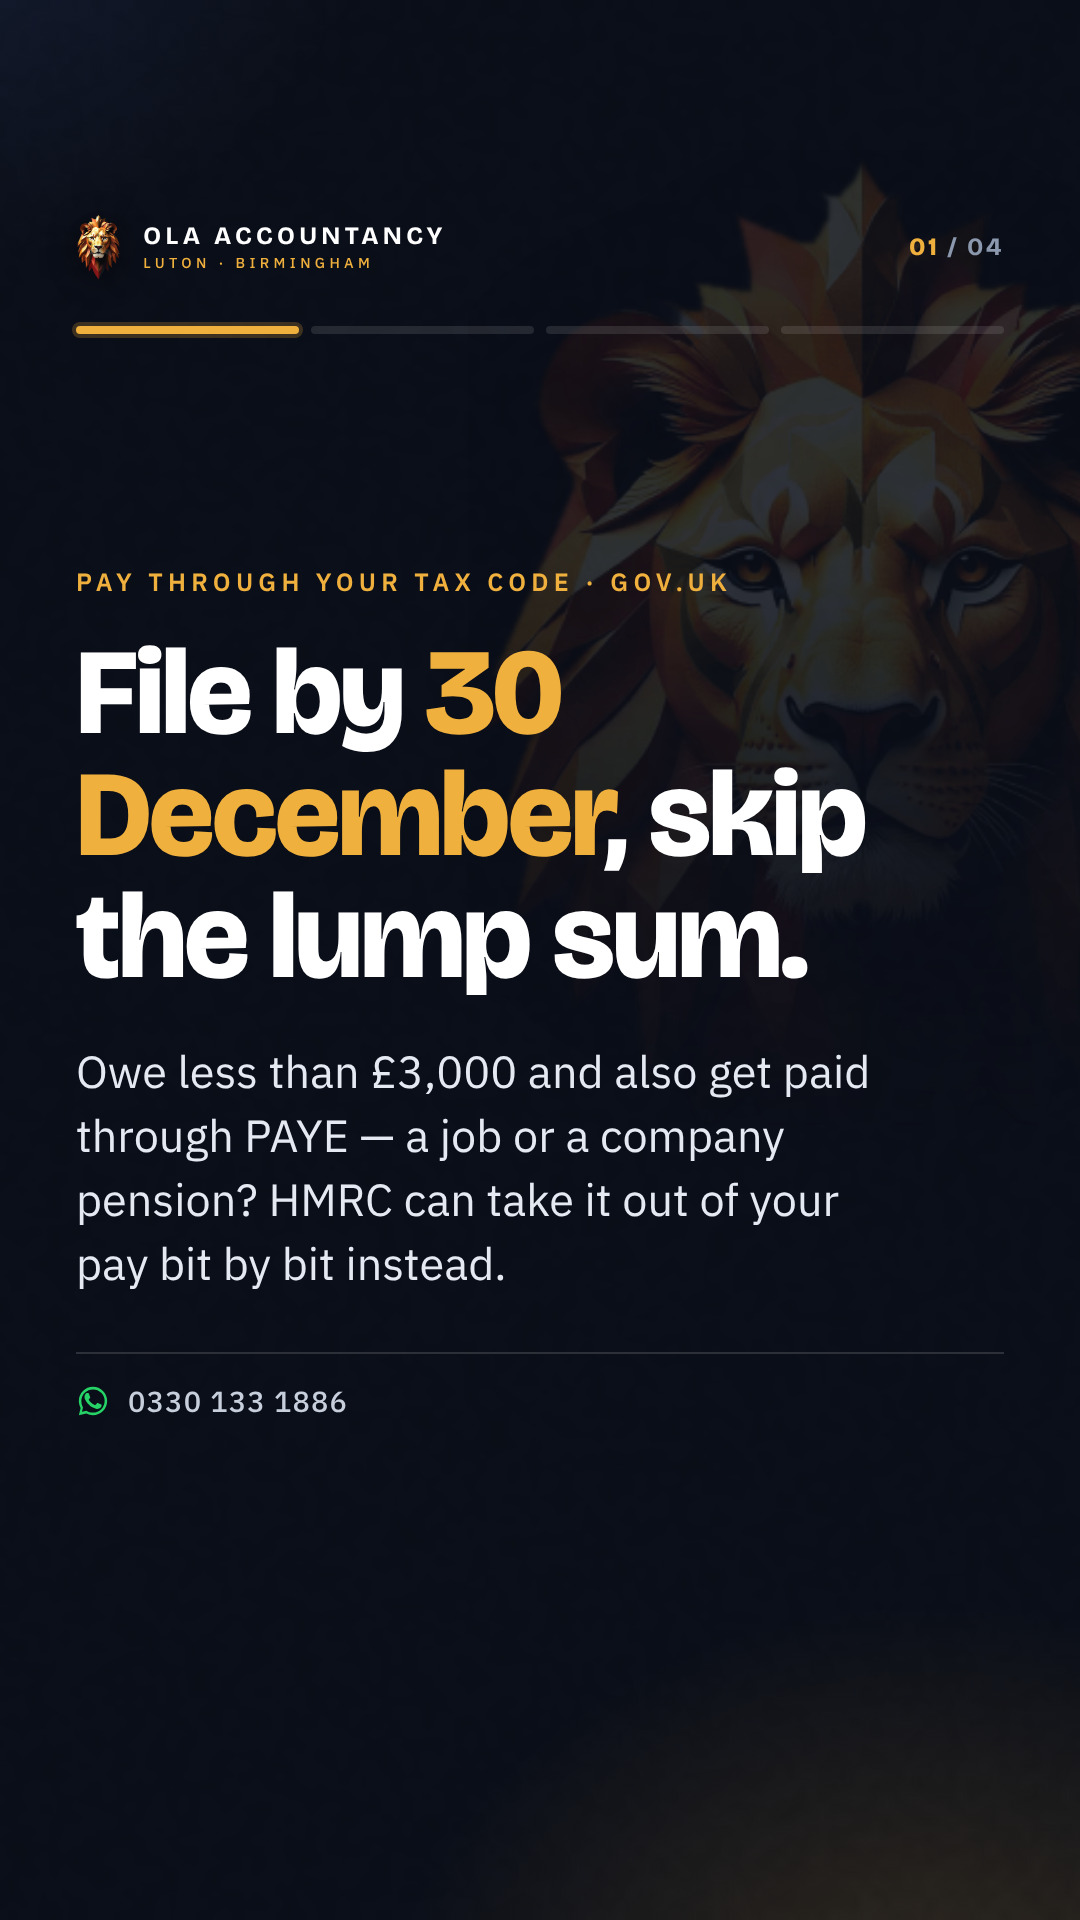 OLA ACCOUNTANCY
LUTON · BIRMINGHAM
01 / 04
PAY THROUGH YOUR TAX CODE · GOV.UK
File by 30
December, skip
the lump sum.
Owe less than £3,000 and also get paid
through PAYE — a job or a company
pension? HMRC can take it out of your
pay bit by bit instead.
0330 133 1886